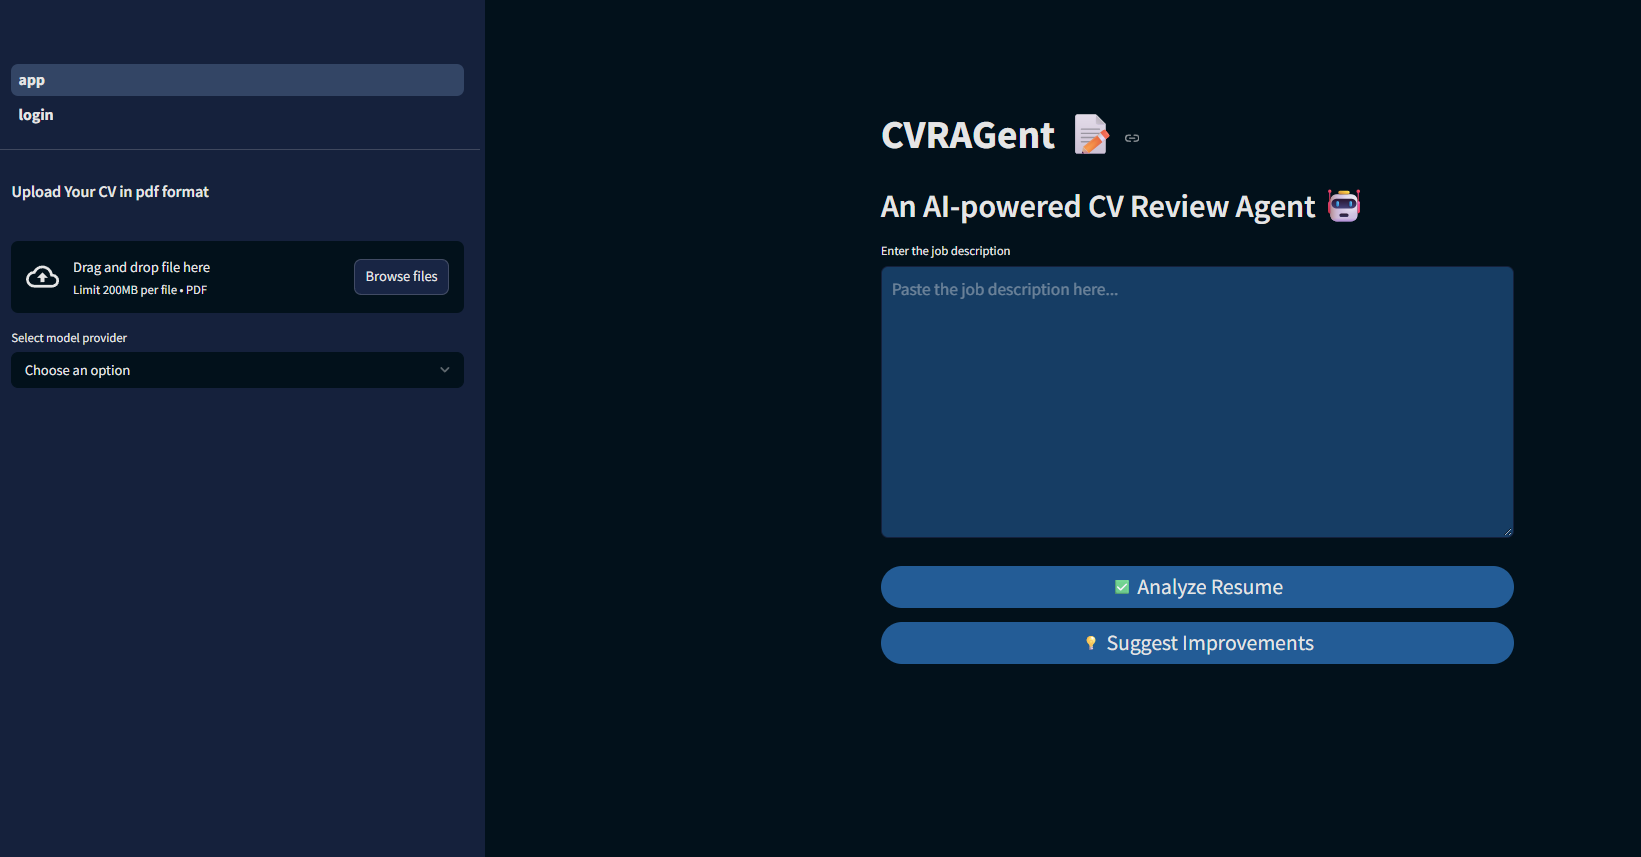 app
login
Upload Your CV in pdf format
Drag and drop file here
Limit 200MB per file • PDF
Browse files
Select model provider
Choose an option
CVRAGent
An AI-powered CV Review Agent
Enter the job description
Paste the job description here...
Analyze Resume
Suggest Improvements